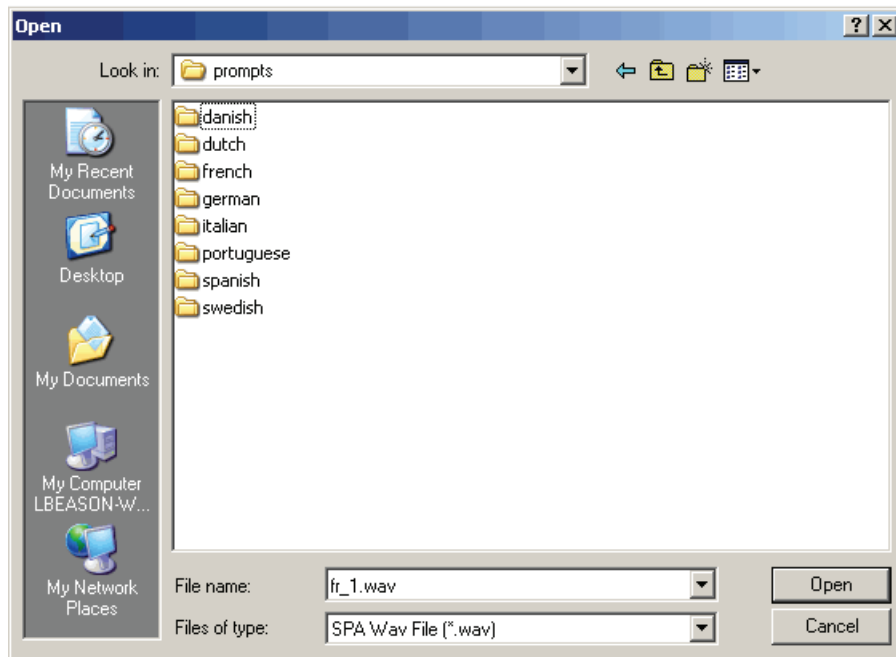 Open
Look in:
prompts
My Recent
Documents
Desktop
My Documents
My Computer
LBEASON-W...
My Network
Places
danish
dutch
french
german
italian
portuguese
spanish
swedish
File name:
fr_1.wav
Open
Files of type:
SPA Wav File (*.wav)
Cancel